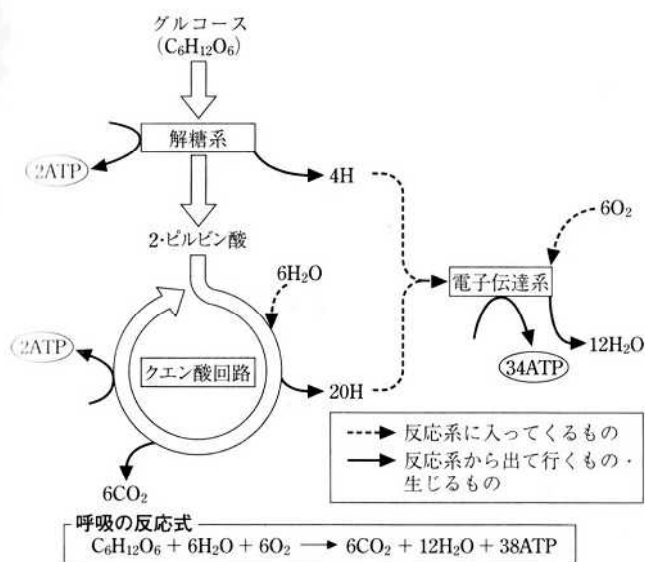 グルコース
(C₆H₁₂O₆)
解糖系
2ATP
4H
2·ピルビン酸
6O₂
6H₂O
電子伝達系
2ATP
クエン酸回路
12H₂O
34ATP
20H
反応系に入ってくるもの
反応系から出て行くもの・
生じるもの
6CO₂
呼吸の反応式
C₆H₁₂O₆ + 6H₂O + 6O₂ ⟶ 6CO₂ + 12H₂O + 38ATP